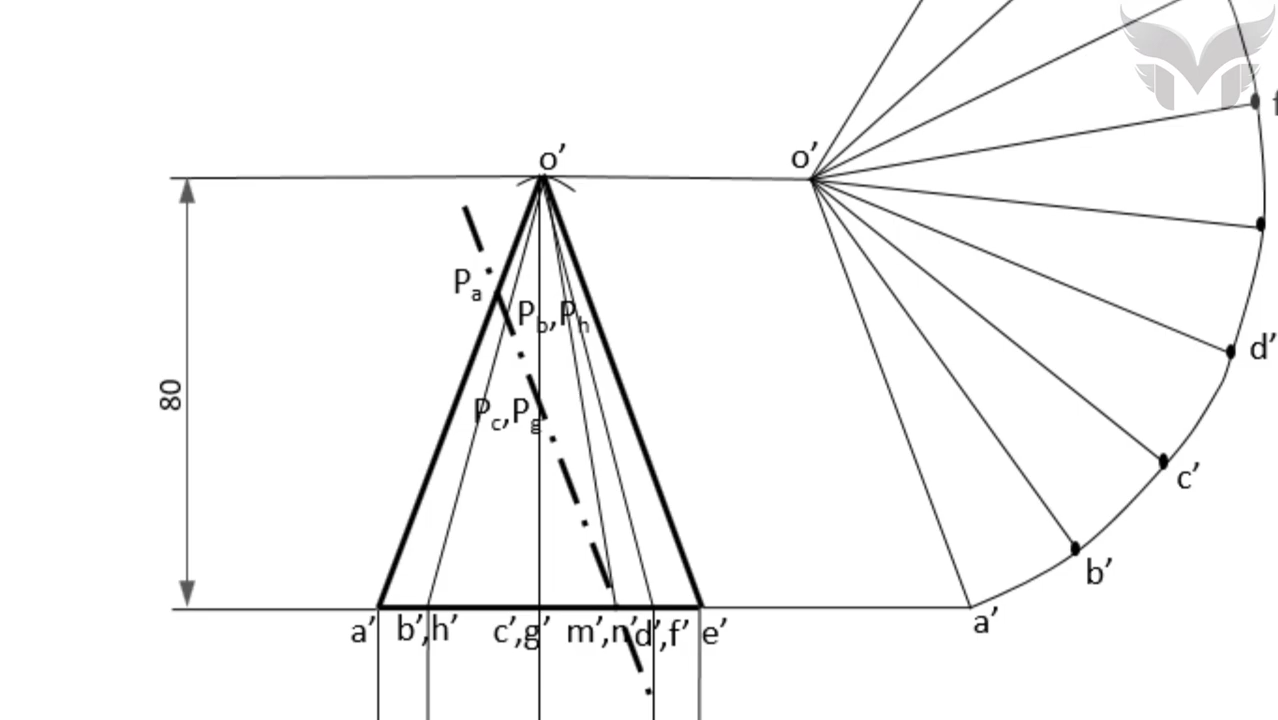 f
o’
o’
Pa
Pb,Ph
d’
80
Pc,Pg
c’
b’
a’ b’,h’ c’,g’ m’,n’ d’,f’ e’
a’